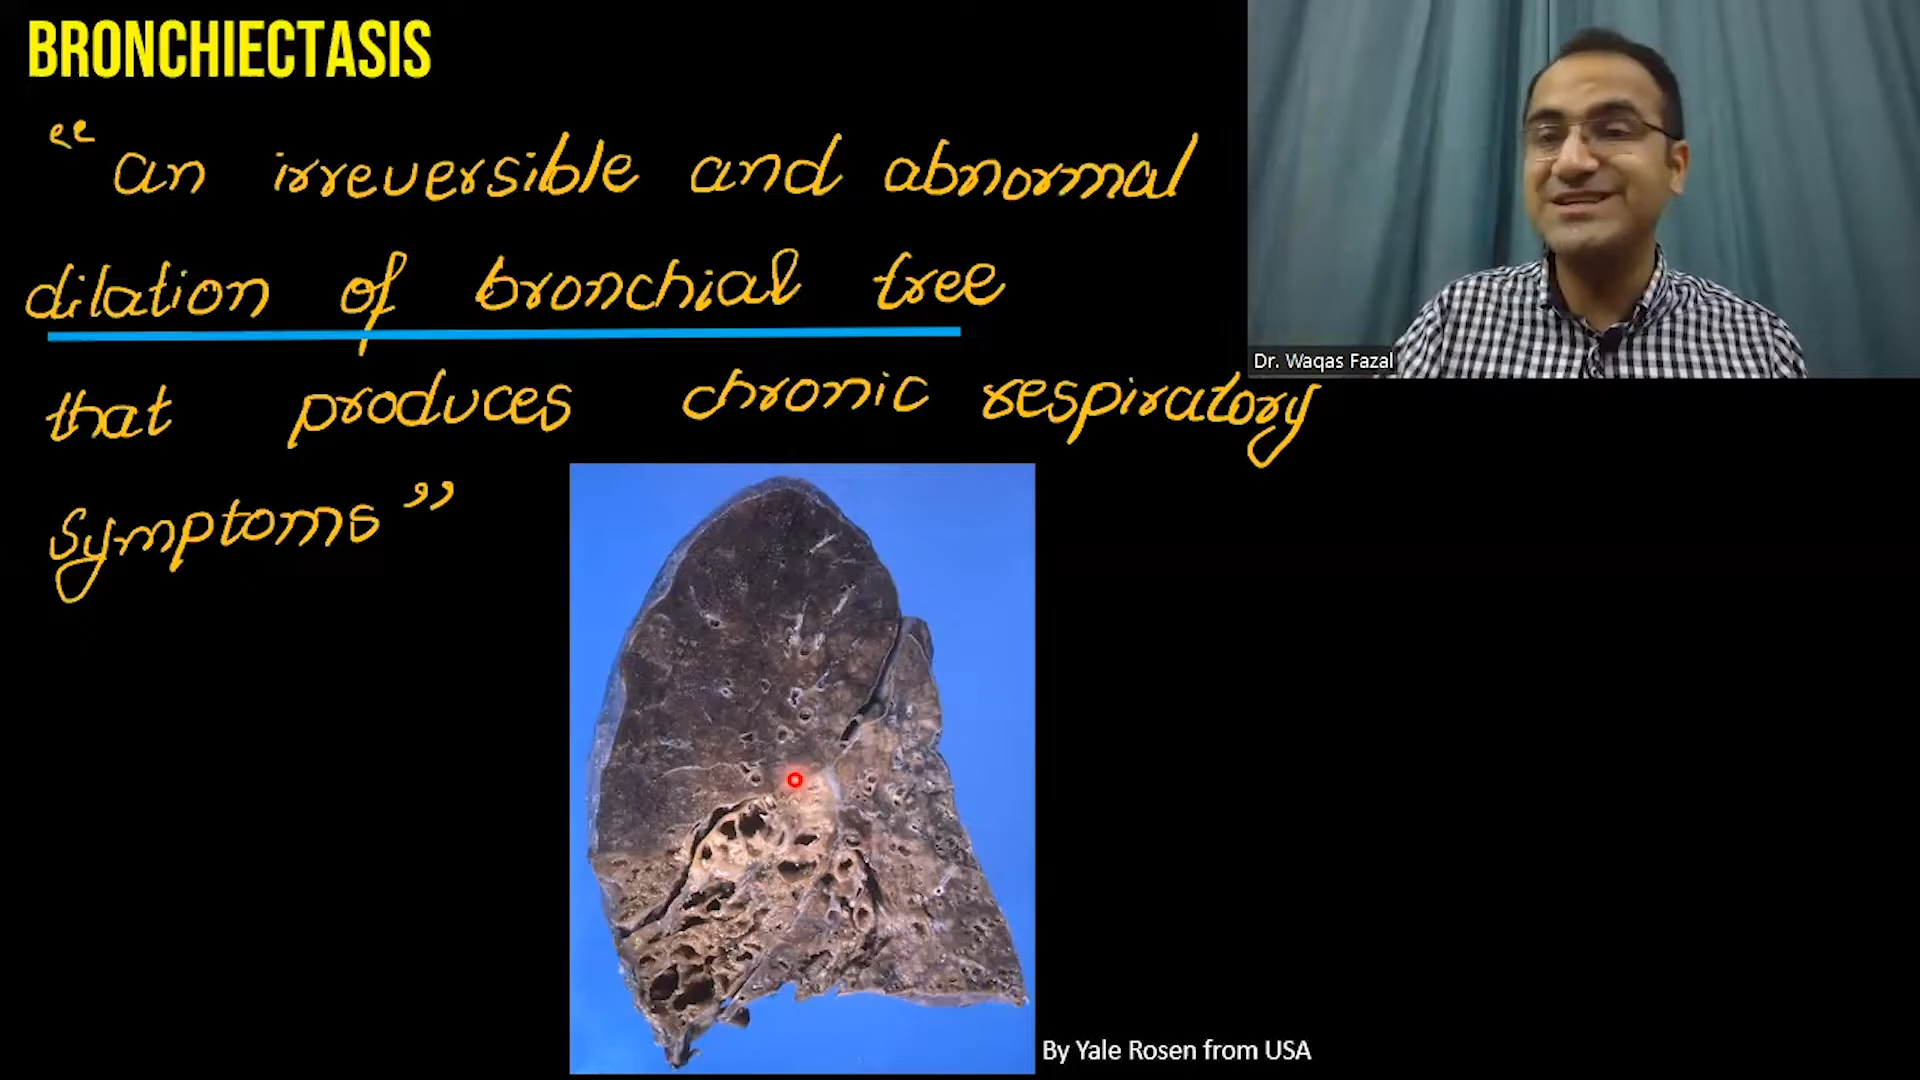 BRONCHIECTASIS
“an irreversible and abnormal
dilation of bronchial tree
that produces chronic respiratory
symptoms”
Dr. Waqas Fazal
By Yale Rosen from USA